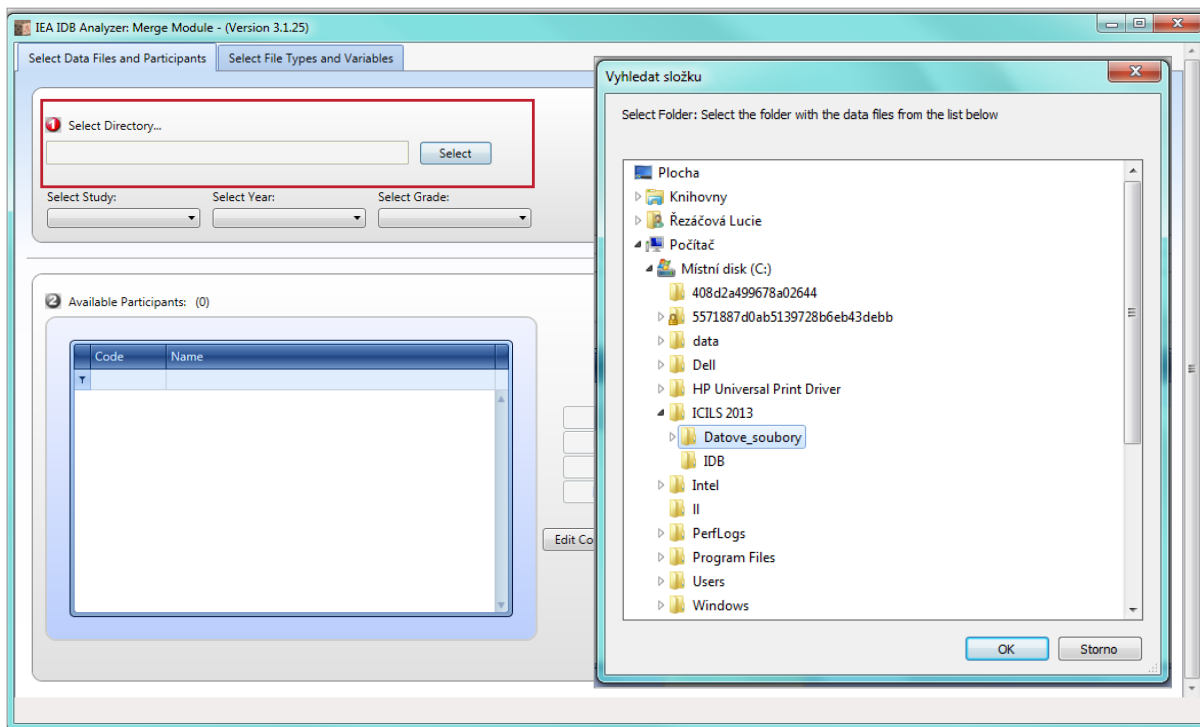 IEA IDB Analyzer: Merge Module - (Version 3.1.25)
Select Data Files and Participants
Select File Types and Variables
1 Select Directory...
Select
Select Study:
Select Year:
Select Grade:
2 Available Participants: (0)
Code
Name
Edit Co
Vyhledat složku
Select Folder: Select the folder with the data files from the list below
Plocha
Knihovny
Řezáčová Lucie
Počítač
Místní disk (C:)
408d2a499678a02644
5571887d0ab5139728b6eb43debb
data
Dell
HP Universal Print Driver
ICILS 2013
Datove_soubory
IDB
Intel
II
PerfLogs
Program Files
Users
Windows
OK
Storno